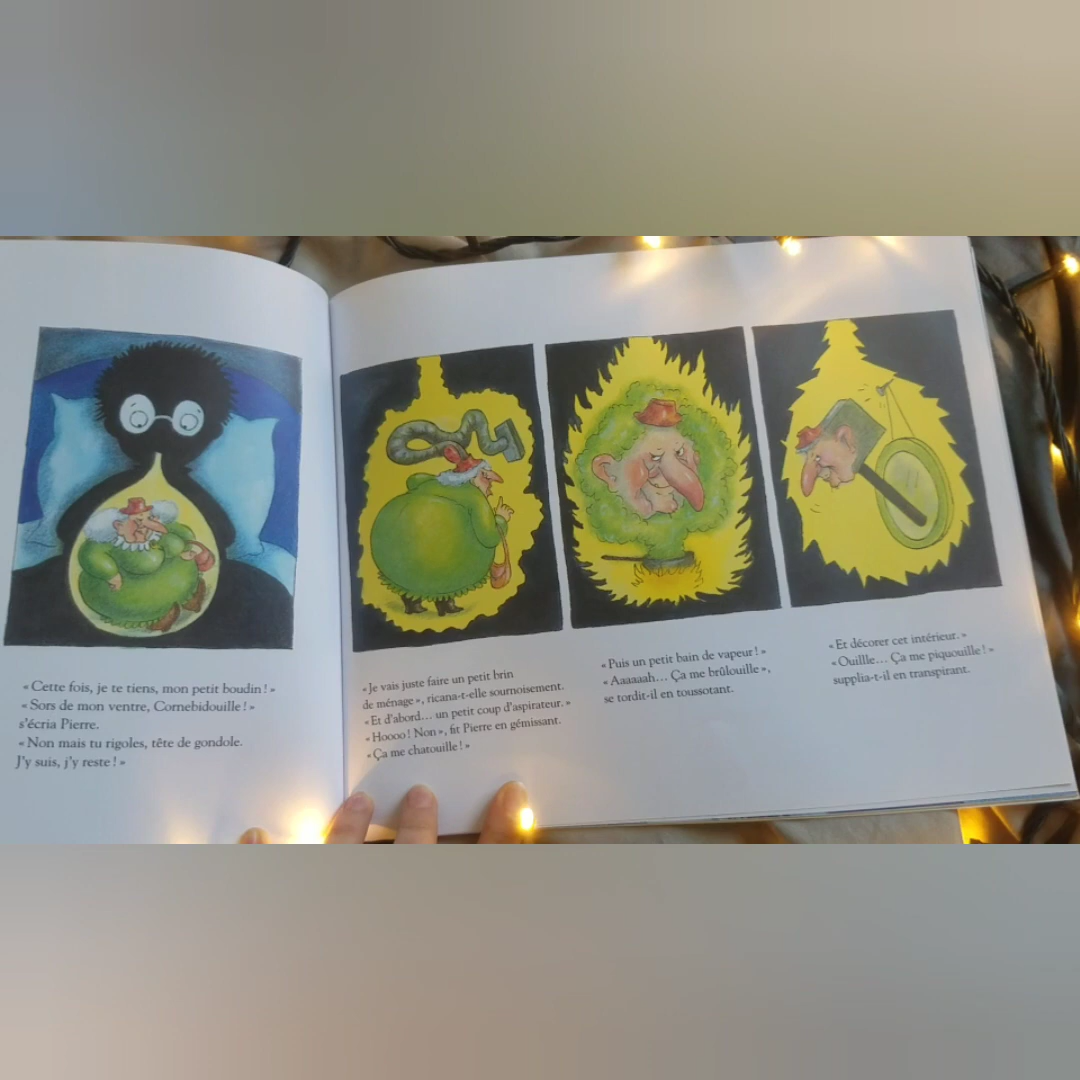 « Cette fois, je te tiens, mon petit boudin ! »
« Sors de mon ventre, Cornebidouille ! »
s'écria Pierre.
« Non mais tu rigoles, tête de gondole.
J'y suis, j'y reste ! »
« Je vais juste faire un petit brin
de ménage », ricana-t-elle sournoisement.
« Et d'abord… un petit coup d'aspirateur. »
« Hoooo ! Non », fit Pierre en gémissant.
« Ça me chatouille ! »
« Puis un petit bain de vapeur ! »
« Aaaaaah… Ça me brûlouille »,
se tordit-il en toussotant.
« Et décorer cet intérieur. »
« Ouillle… Ça me piquouille ! »
supplia-t-il en transpirant.